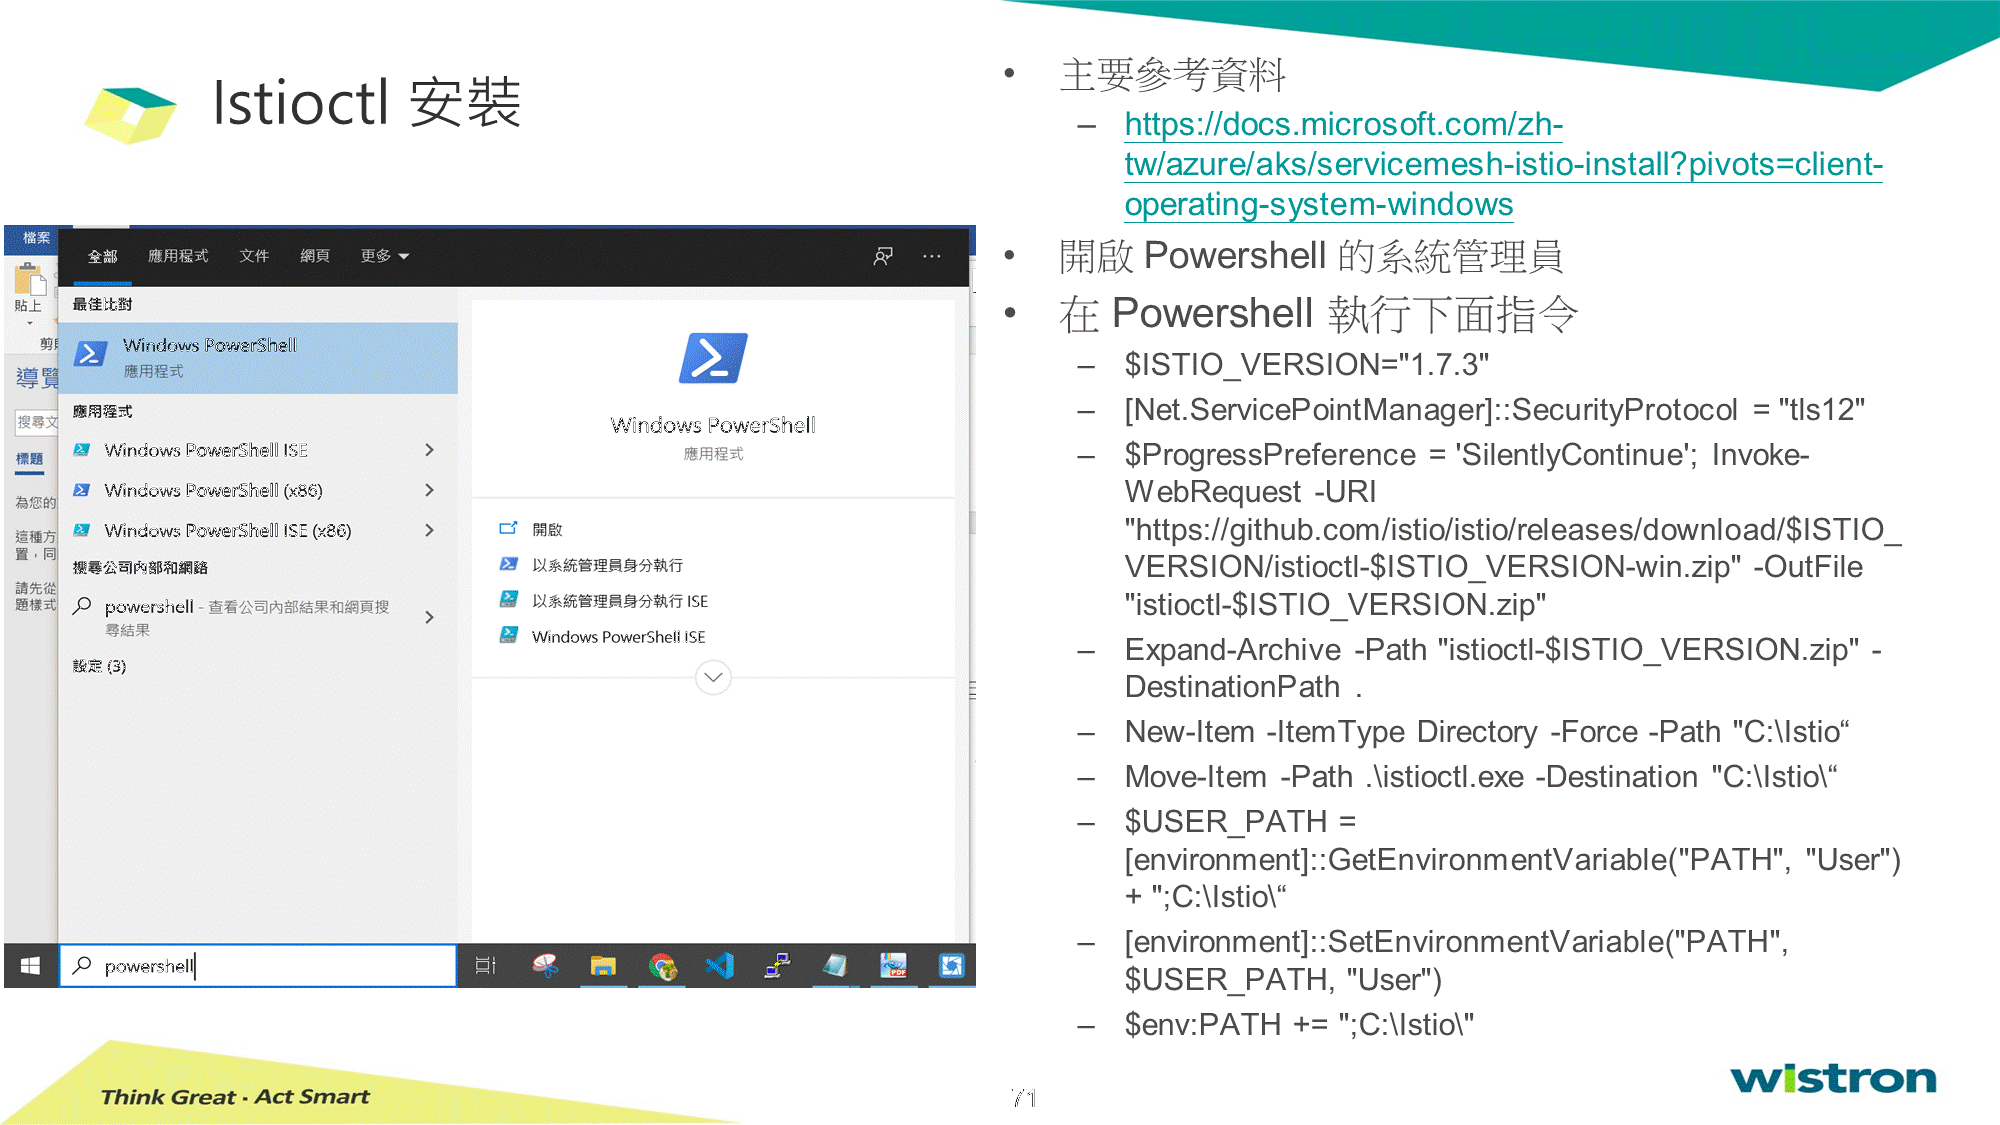 Istioctl 安裝
檔案
貼上
剪
導覽
搜尋文
標題
為您的
這種方
置，同
請先從
題樣式
全部 應用程式 文件 網頁 更多
最佳比對
Windows PowerShell
應用程式
應用程式
Windows PowerShell ISE
Windows PowerShell (x86)
Windows PowerShell ISE (x86)
搜尋公司內部和網路
powershell - 查看公司內部結果和網頁搜
尋結果
設定 (3)
Windows PowerShell
應用程式
開啟
以系統管理員身分執行
以系統管理員身分執行 ISE
Windows PowerShell ISE
powershell
• 主要參考資料
– https://docs.microsoft.com/zh-
tw/azure/aks/servicemesh-istio-install?pivots=client-
operating-system-windows
• 開啟 Powershell 的系統管理員
• 在 Powershell 執行下面指令
– $ISTIO_VERSION="1.7.3"
– [Net.ServicePointManager]::SecurityProtocol = "tls12"
– $ProgressPreference = 'SilentlyContinue'; Invoke-
WebRequest -URI
"https://github.com/istio/istio/releases/download/$ISTIO_
VERSION/istioctl-$ISTIO_VERSION-win.zip" -OutFile
"istioctl-$ISTIO_VERSION.zip"
– Expand-Archive -Path "istioctl-$ISTIO_VERSION.zip" -
DestinationPath .
– New-Item -ItemType Directory -Force -Path "C:\Istio“
– Move-Item -Path .\istioctl.exe -Destination "C:\Istio\“
– $USER_PATH =
[environment]::GetEnvironmentVariable("PATH", "User")
+ ";C:\Istio\“
– [environment]::SetEnvironmentVariable("PATH",
$USER_PATH, "User")
– $env:PATH += ";C:\Istio\"
Think Great · Act Smart
71
wistron